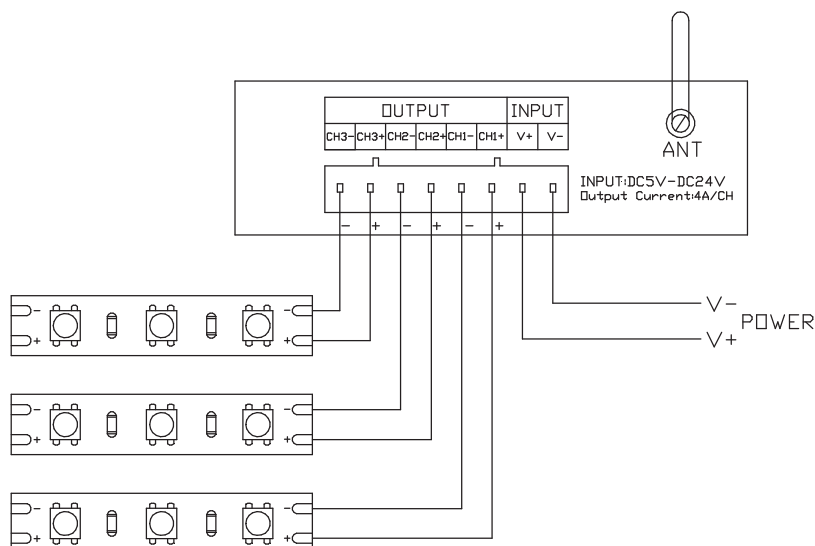 OUTPUT INPUT
CH3- CH3+ CH2- CH2+ CH1- CH1+ V+ V-
ANT
INPUT:DC5V-DC24V
Output Current:4A/CH
- + - + - +
- -
+ +
V-
POWER
V+
- -
+ +
- -
+ +